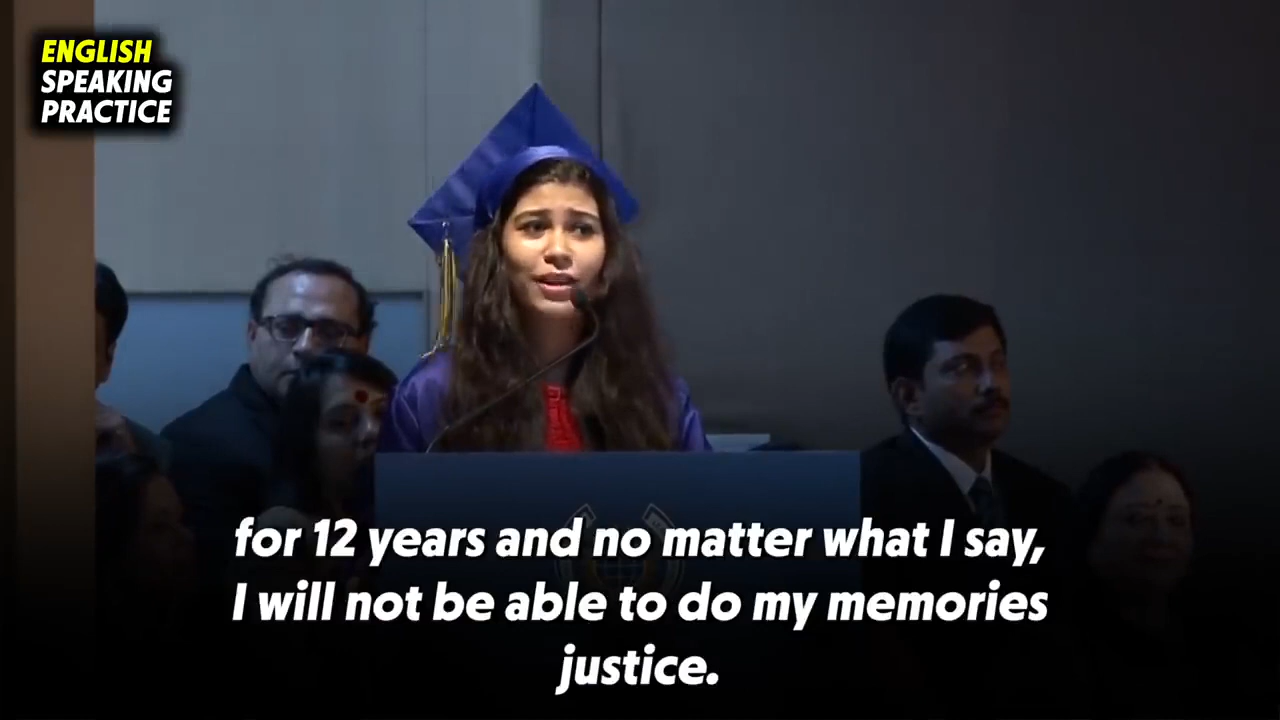 ENGLISH
SPEAKING
PRACTICE
for 12 years and no matter what I say,
I will not be able to do my memories
justice.